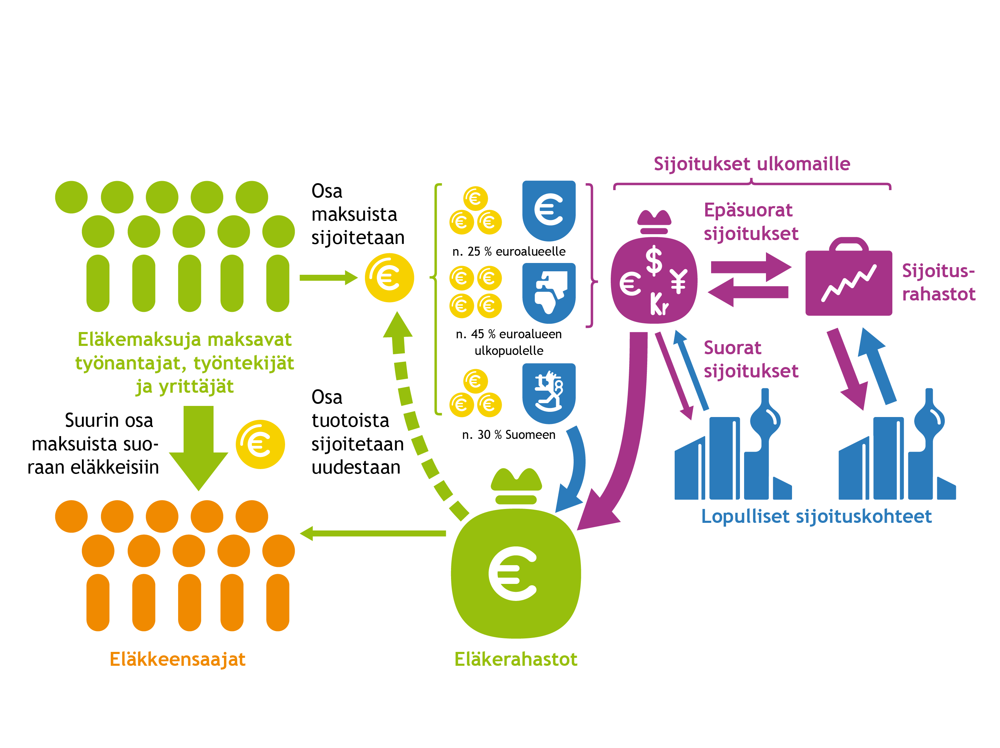 Sijoitukset ulkomaille
Osa
maksuista
sijoitetaan
€
€
€
€
€
n. 25 % euroalueelle
€
€
€
€
n. 45 % euroalueen
ulkopuolelle
€
€
€
n. 30 % Suomeen
$
€
¥
Kr
Epäsuorat
sijoitukset
Sijoitus-
rahastot
Suorat
sijoitukset
Lopulliset sijoituskohteet
Eläkemaksuja maksavat
työnantajat, työntekijät
ja yrittäjät
Suurin osa
maksuista suo-
raan eläkkeisiin
€
Osa
tuotoista
sijoitetaan
uudestaan
€
Eläkkeensaajat
Eläkerahastot